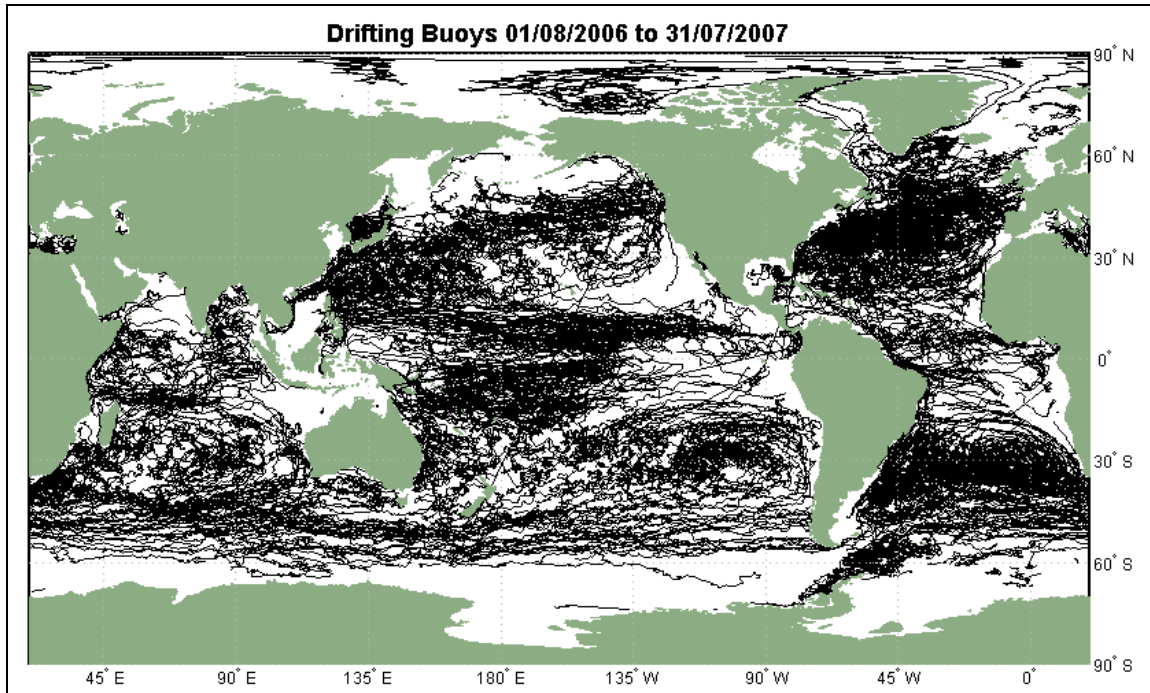 Drifting Buoys 01/08/2006 to 31/07/2007
90° N
60° N
30° N
0°
30° S
60° S
90° S
45° E
90° E
135° E
180° E
135° W
90° W
45° W
0°